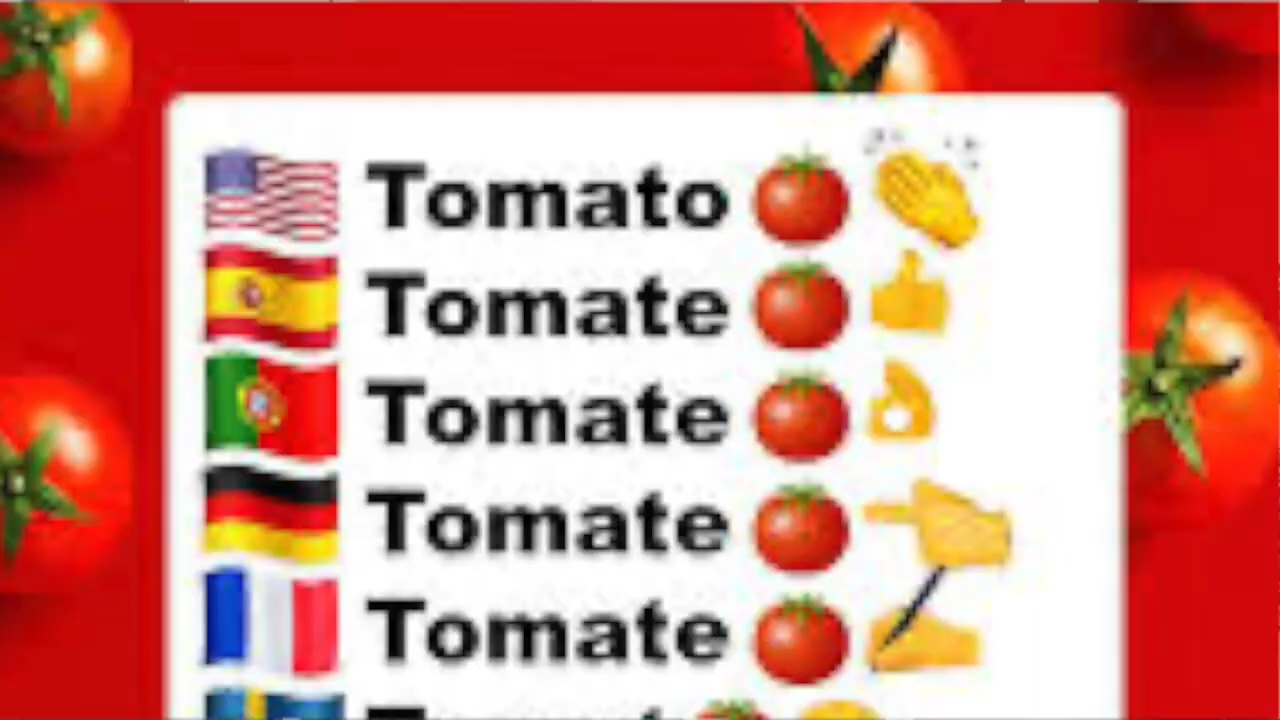 🇺🇸 Tomato 🍅 👏
🇪🇸 Tomate 🍅 👍
🇵🇹 Tomate 🍅 👌
🇩🇪 Tomate 🍅 👈
🇫🇷 Tomate 🍅 ✍️